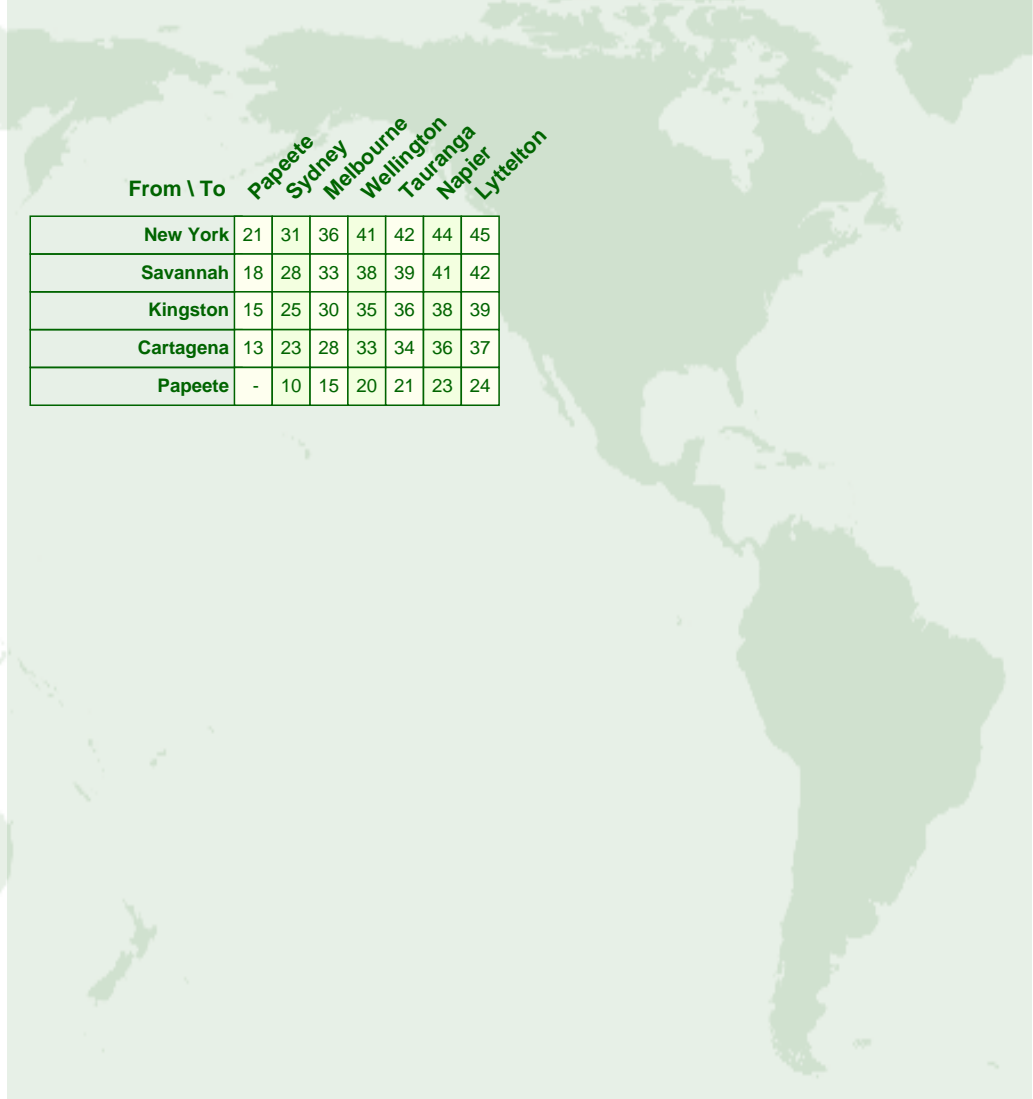 From \ To Papeete Sydney Melbourne Wellington Tauranga Napier Lyttelton
New York 21 31 36 41 42 44 45
Savannah 18 28 33 38 39 41 42
Kingston 15 25 30 35 36 38 39
Cartagena 13 23 28 33 34 36 37
Papeete - 10 15 20 21 23 24